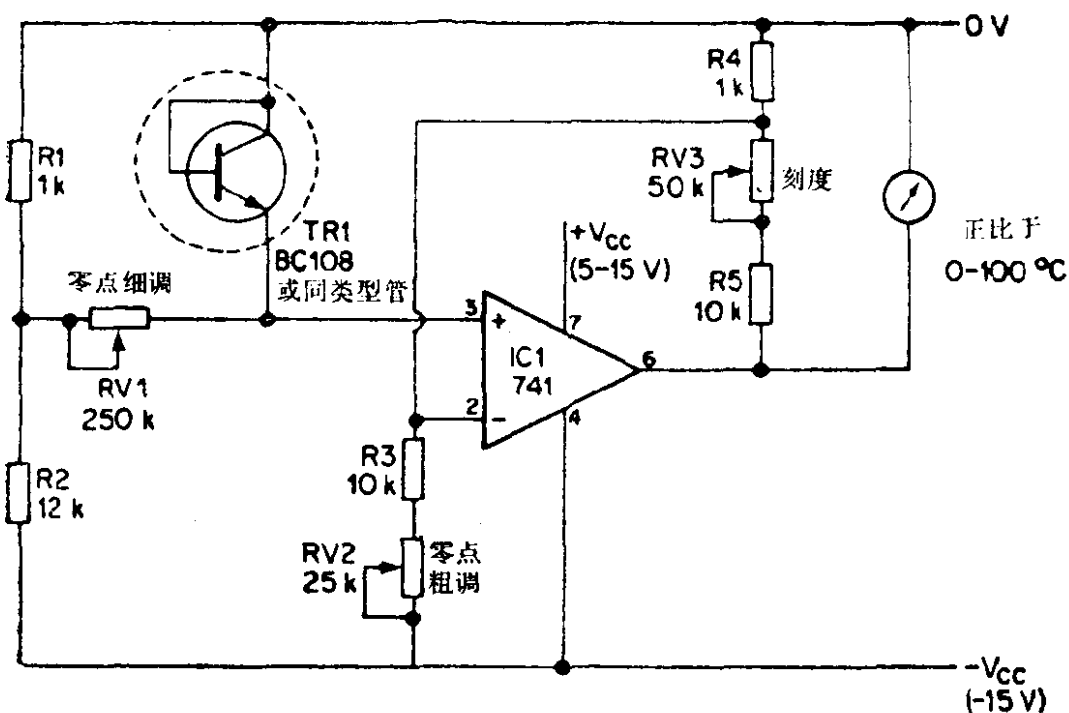 0 V
R4
1 k
R1
1k
RV3
50 k
刻度
TR1
BC108
或同类型管
+VCC
(5-15 V)
正比于
0-100 °C
零点细调
R5
10 k
3
+
7
RV1
250 k
IC1
741
6
2
-
4
R3
10k
R2
12 k
RV2
25 k
零点
粗调
-VCC
(-15 V)